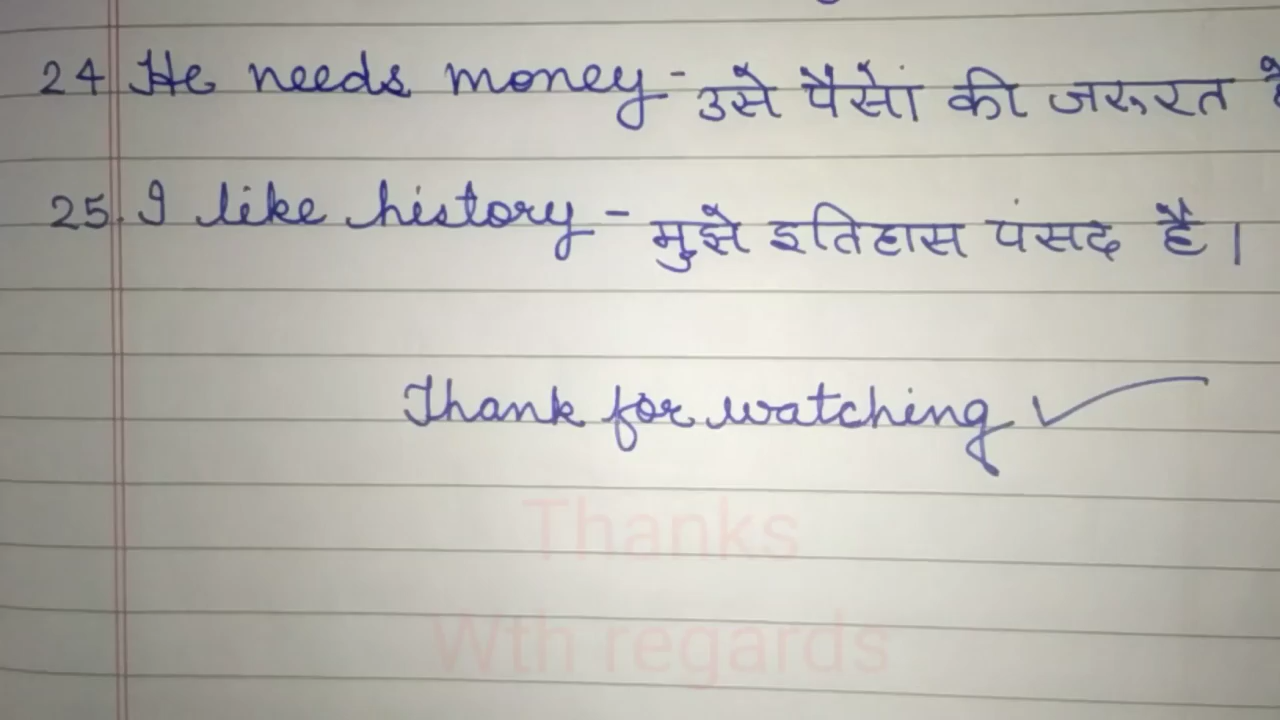 24 He needs money - उसे पैसों की जरुरत है
25. I like history - मुझे इतिहास पंसद है।
Thank for watching
Thanks
Wth regards